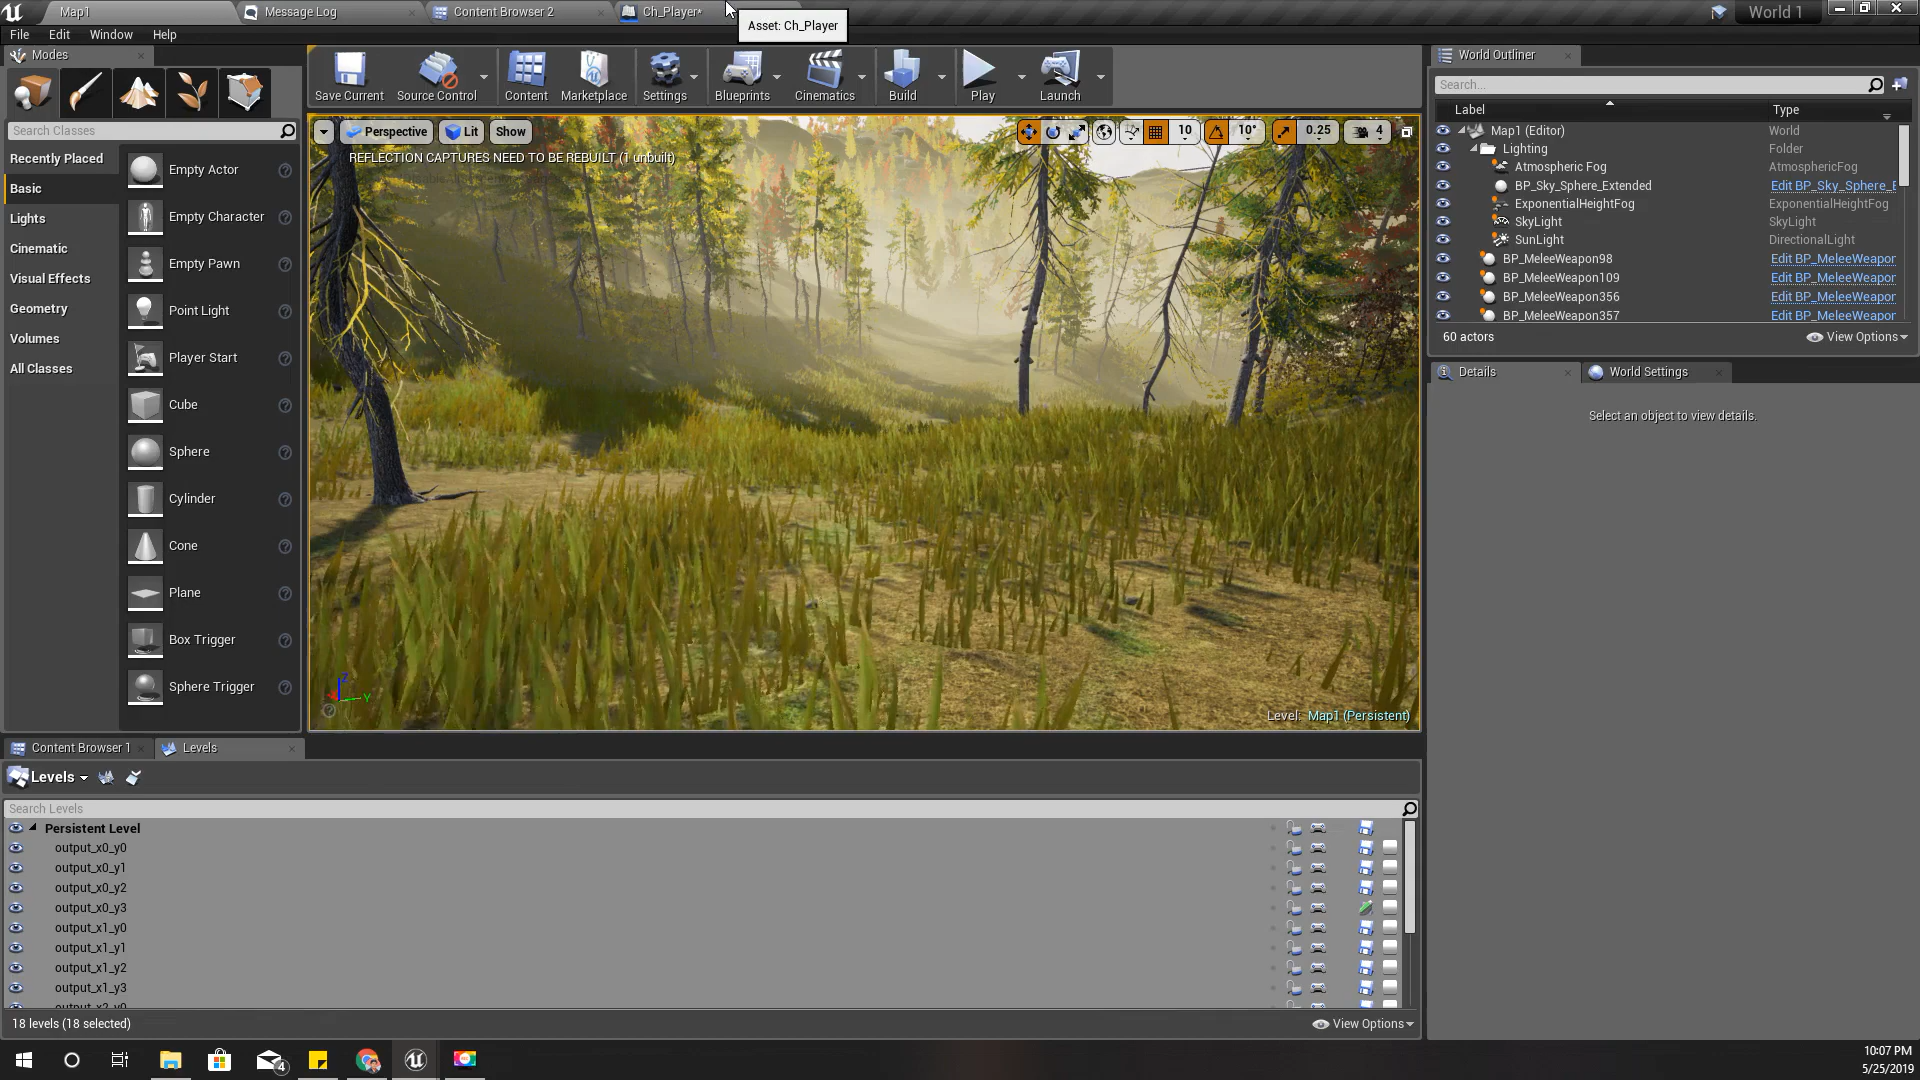 Map1
Message Log
Content Browser 2
Ch_Player*
World 1
Asset: Ch_Player
File
Edit
Window
Help
Modes
Search Classes
Recently Placed
Basic
Lights
Cinematic
Visual Effects
Geometry
Volumes
All Classes
Empty Actor
Empty Character
Empty Pawn
Point Light
Player Start
Cube
Sphere
Cylinder
Cone
Plane
Box Trigger
Sphere Trigger
Save Current
Source Control
Content
Marketplace
Settings
Blueprints
Cinematics
Build
Play
Launch
Perspective
Lit
Show
10
10°
0.25
4
REFLECTION CAPTURES NEED TO BE REBUILT (1 unbuilt)
Z
Y
Level: Map1 (Persistent)
World Outliner
Search...
Label
Type
Map1 (Editor)
World
Lighting
Folder
Atmospheric Fog
AtmosphericFog
BP_Sky_Sphere_Extended
Edit BP_Sky_Sphere_E
ExponentialHeightFog
ExponentialHeightFog
SkyLight
SkyLight
SunLight
DirectionalLight
BP_MeleeWeapon98
Edit BP_MeleeWeapon
BP_MeleeWeapon109
Edit BP_MeleeWeapon
BP_MeleeWeapon356
Edit BP_MeleeWeapon
BP_MeleeWeapon357
Edit BP_MeleeWeapon
60 actors
View Options
Details
World Settings
Select an object to view details.
Content Browser 1
Levels
Levels
Search Levels
Persistent Level
output_x0_y0
output_x0_y1
output_x0_y2
output_x0_y3
output_x1_y0
output_x1_y1
output_x1_y2
output_x1_y3
output_x2_y0
18 levels (18 selected)
View Options
4
10:07 PM
5/25/2019